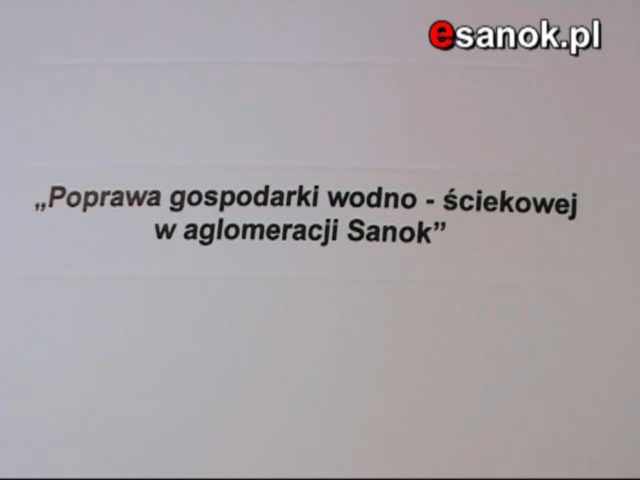 esanok.pl
„Poprawa gospodarki wodno - ściekowej
w aglomeracji Sanok”